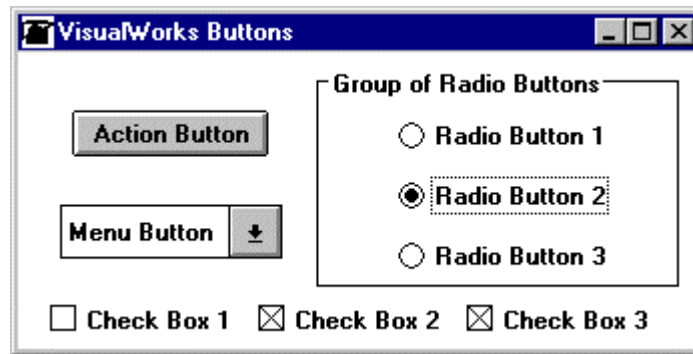 VisualWorks Buttons
Action Button
Menu Button
Group of Radio Buttons
Radio Button 1
Radio Button 2
Radio Button 3
Check Box 1 Check Box 2 Check Box 3